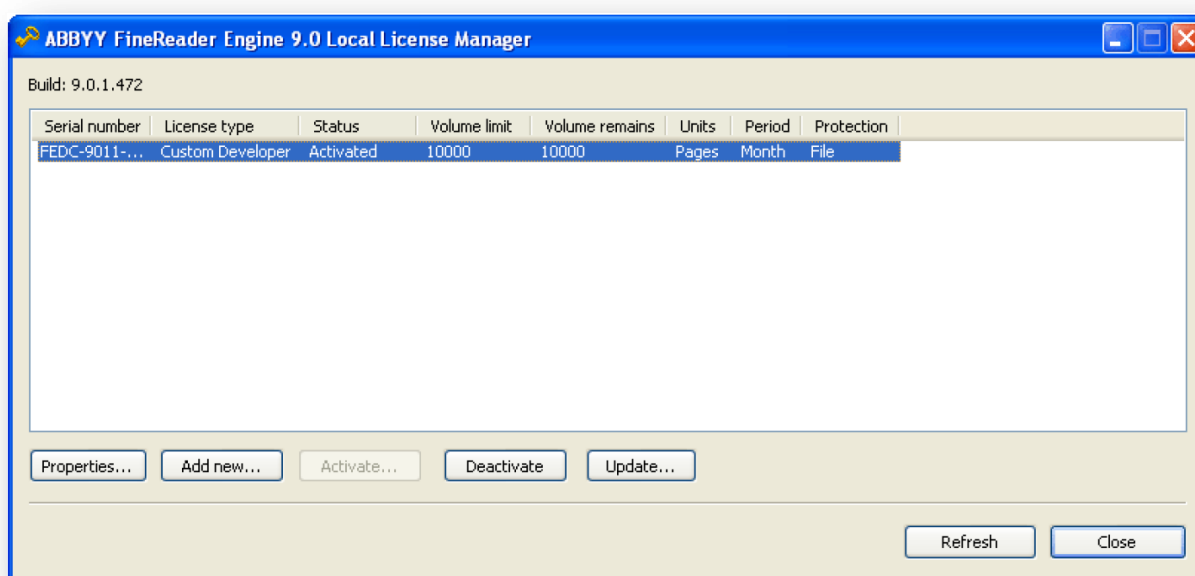 ABBYY FineReader Engine 9.0 Local License Manager
Build: 9.0.1.472
Serial number License type Status Volume limit Volume remains Units Period Protection
FEDC-9011-... Custom Developer Activated 10000 10000 Pages Month File
Properties... Add new... Activate... Deactivate Update...
Refresh Close